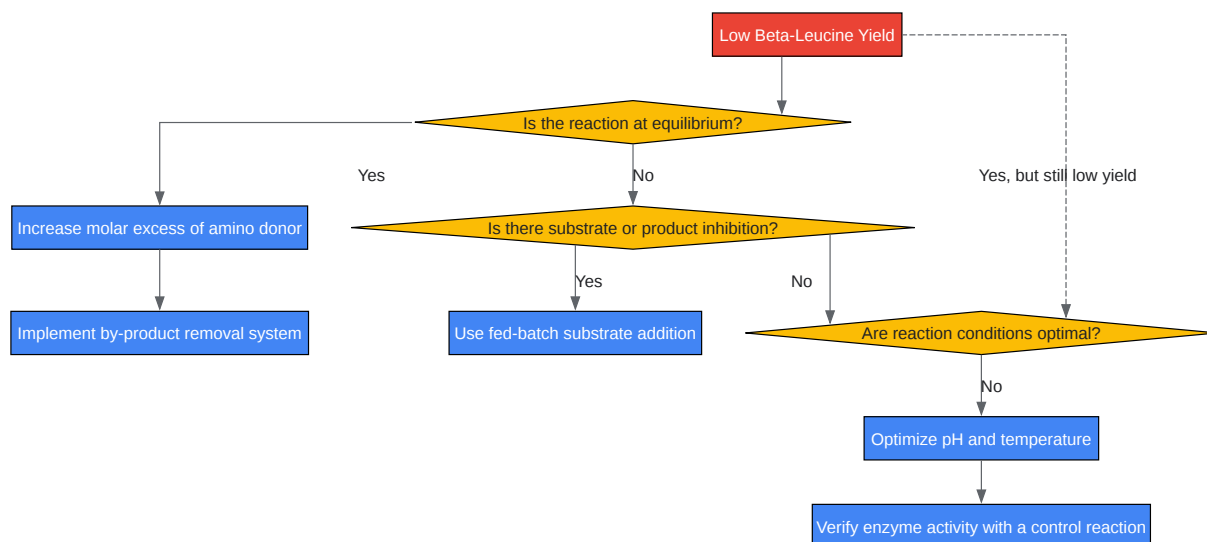 Low Beta-Leucine Yield
Is the reaction at equilibrium?
Yes
No
Yes, but still low yield
Increase molar excess of amino donor
Is there substrate or product inhibition?
Yes
No
Implement by-product removal system
Use fed-batch substrate addition
Are reaction conditions optimal?
No
Optimize pH and temperature
Verify enzyme activity with a control reaction